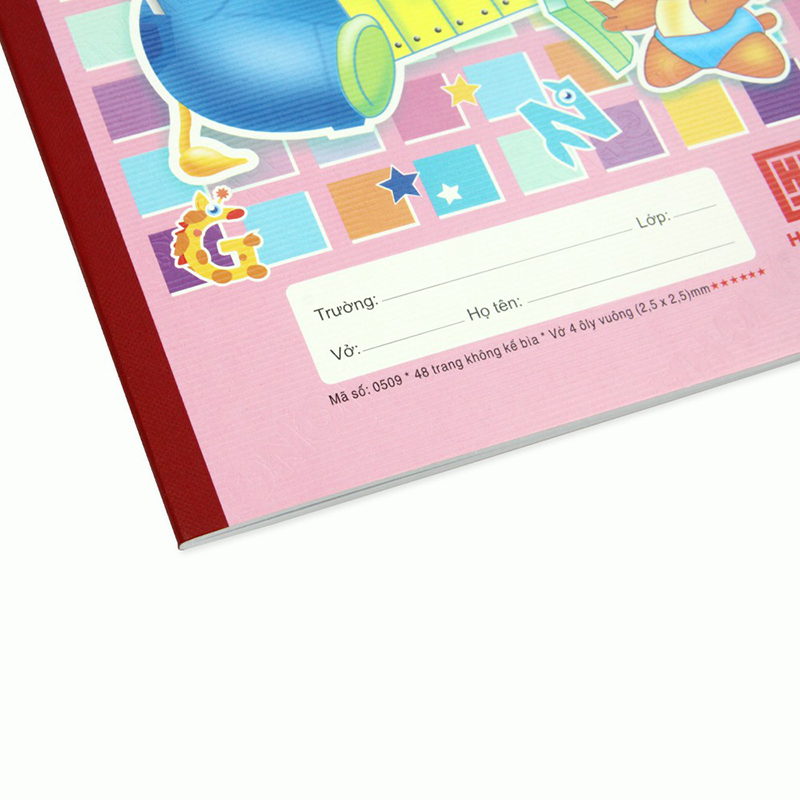 G
N
Trường: Lớp:
Vở: Họ tên:
Mã số: 0509 * 48 trang không kể bìa * Vở 4 ôly vuông (2,5 x 2,5)mm ******
H